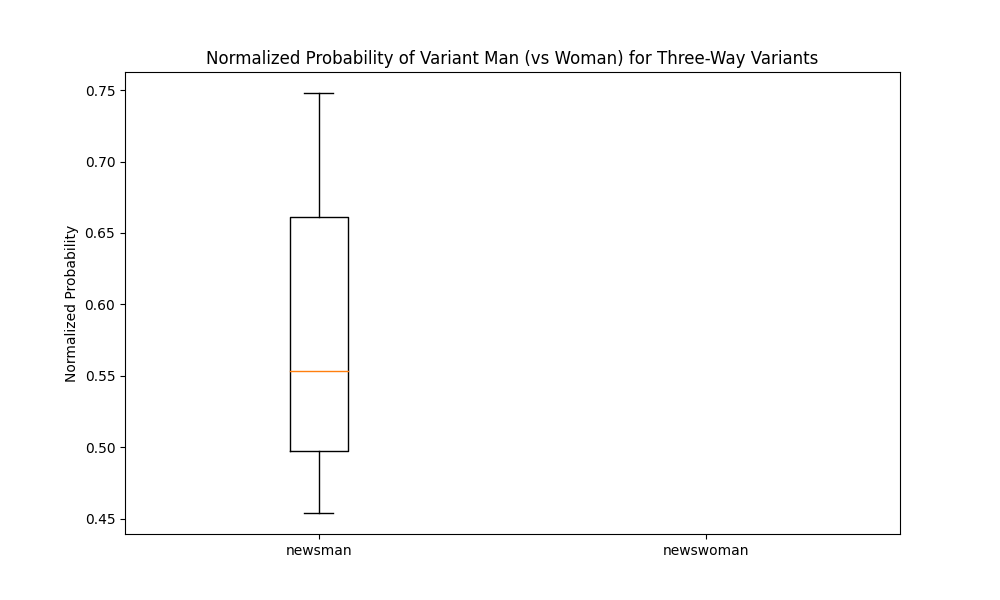 Normalized Probability of Variant Man (vs Woman) for Three-Way Variants
Normalized Probability
0.75
0.70
0.65
0.60
0.55
0.50
0.45
newsman
newswoman